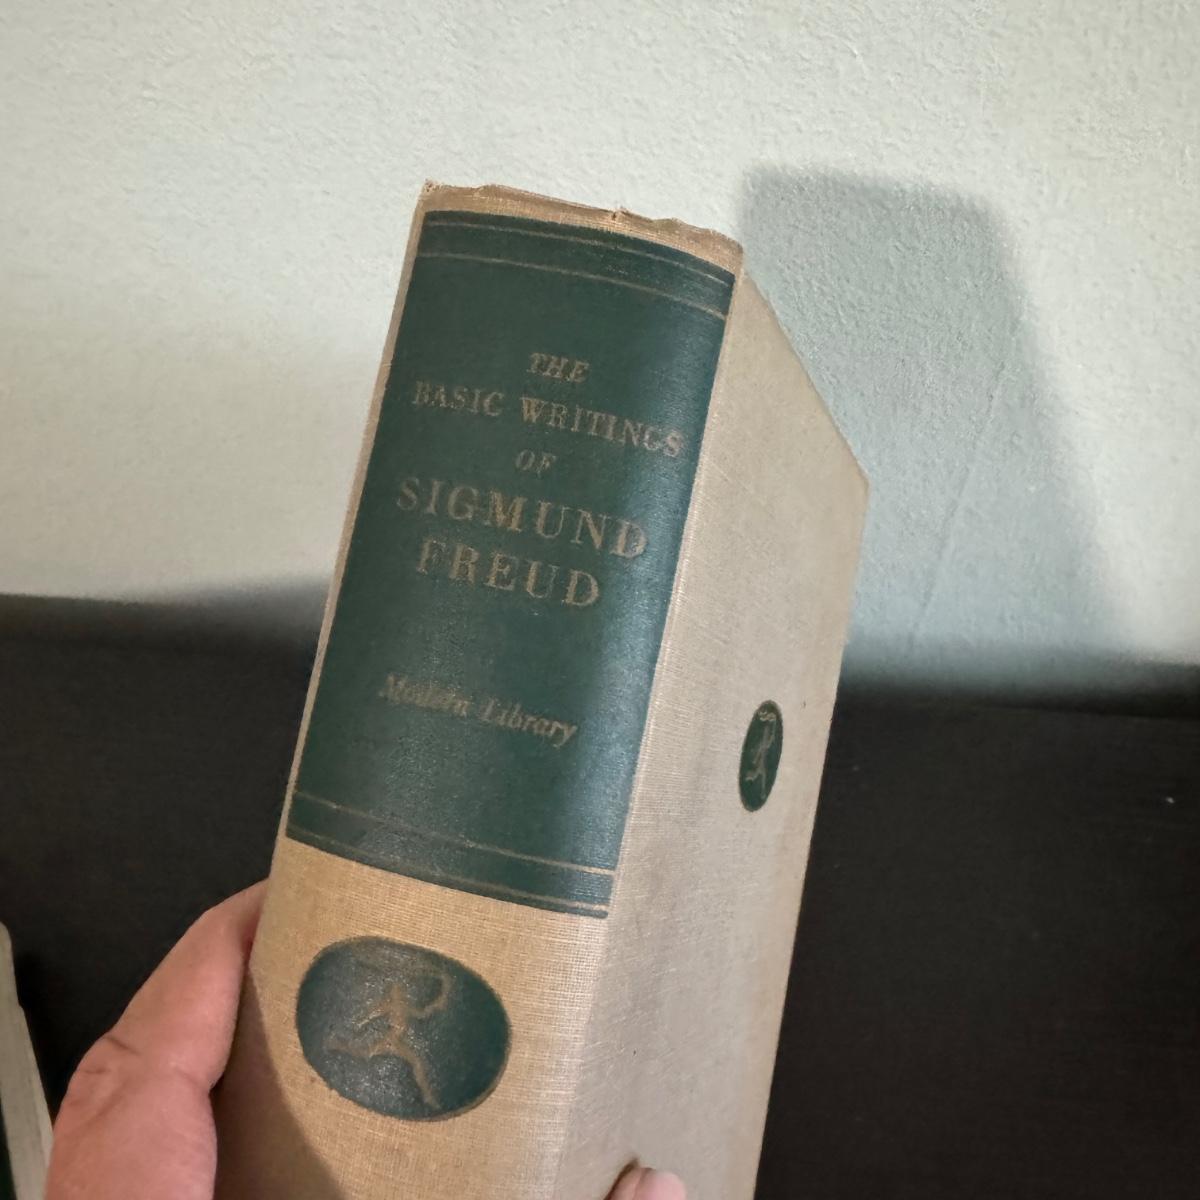 THE
BASIC WRITINGS
OF
SIGMUND
FREUD
Modern Library